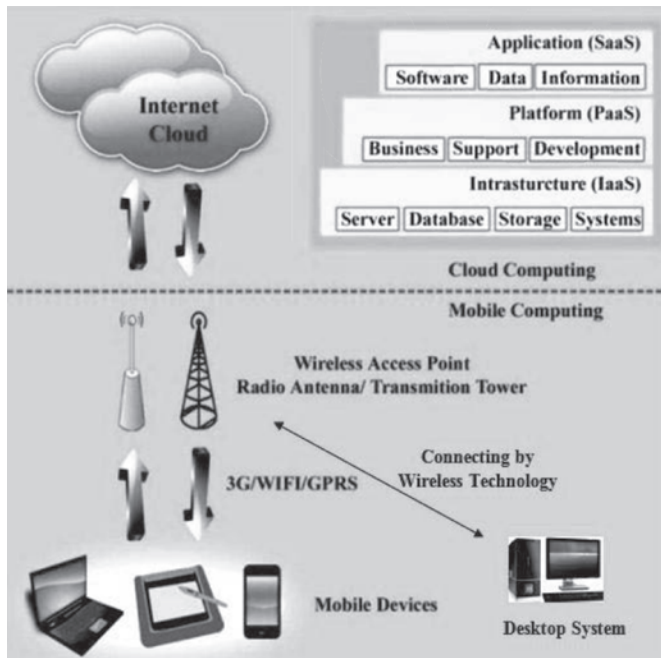 Internet
Cloud
Application (SaaS)
Software Data Information
Platform (PaaS)
Business Support Development
Intrasturcture (IaaS)
Server Database Storage Systems
Cloud Computing
Mobile Computing
Wireless Access Point
Radio Antenna/ Transmition Tower
Connecting by
Wireless Technology
3G/WIFI/GPRS
Mobile Devices
Desktop System